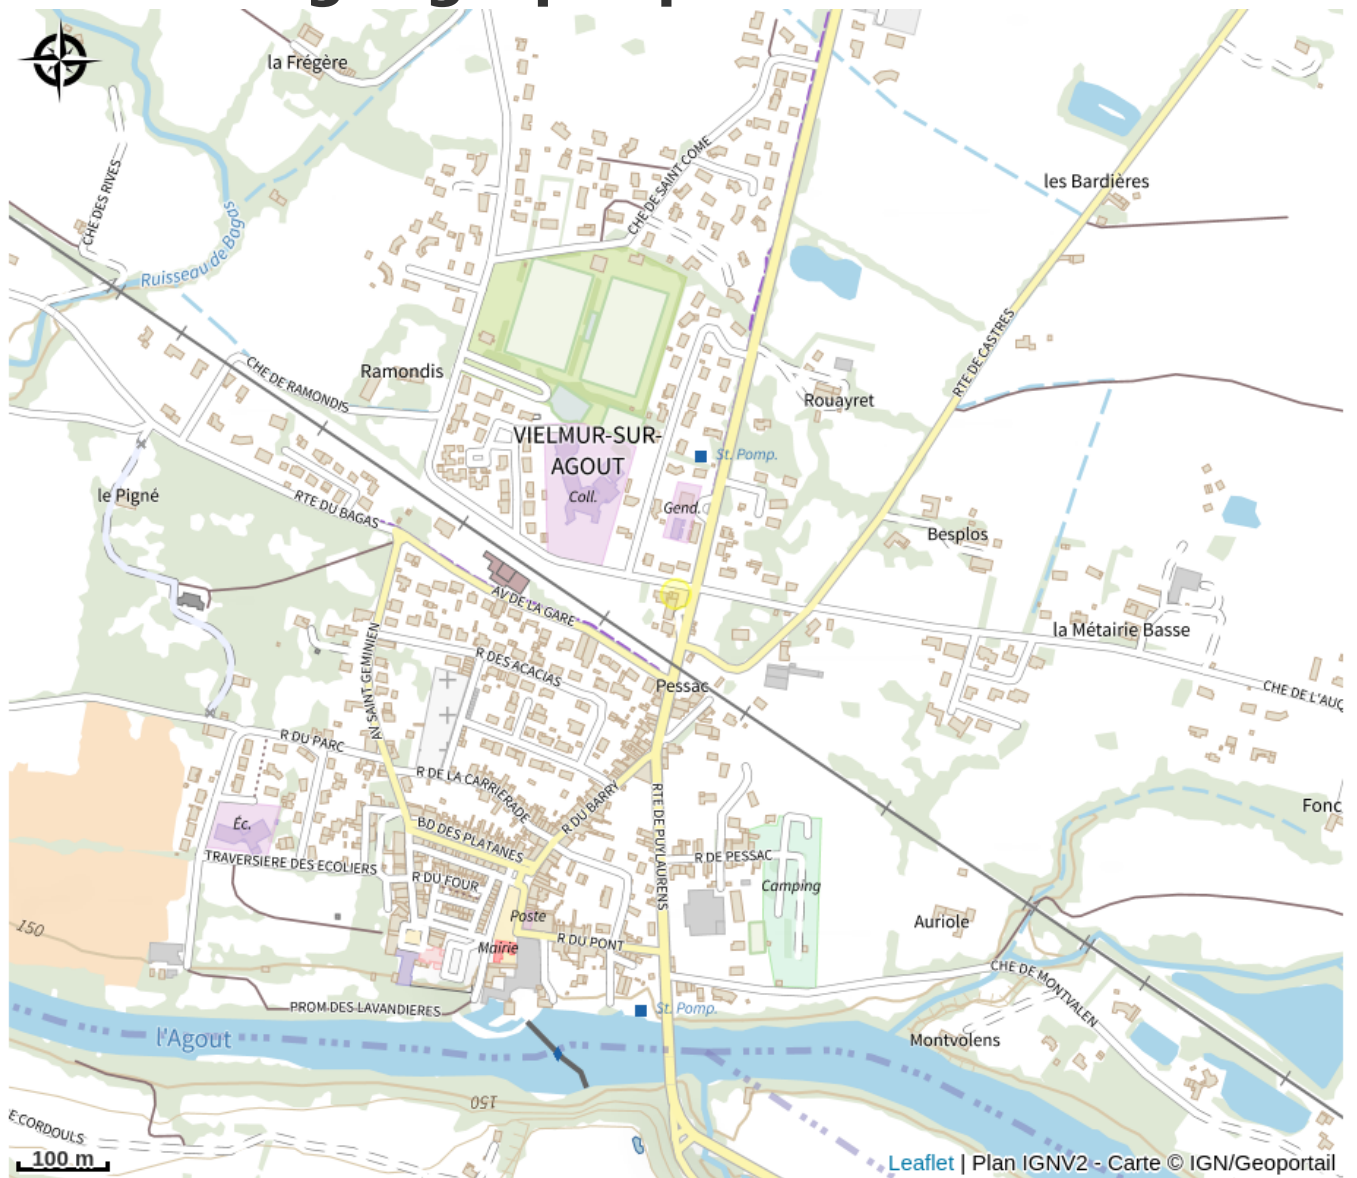 la Frégère
CHE DES RIVES
CHE DE SAINT COME
les Bardières
Ruisseau de Bagas
RTE DE CASTRES
Ramondis
CHE DE RAMONDIS
Rouayret
VIELMUR-SUR-
AGOUT
St. Pomp.
Coll.
le Pigné
RTE DU BAGAS
Gend.
Besplos
AV DE LA GARE
la Métairie Basse
AV SAINT GEMINIEN
R DES ACACIAS
Pessac
CHE DE L'AUQ
R DU PARC
R DE LA CARRIERADE
R DU BARRY
RTE DE PUYLAURENS
Fonc
Éc.
BD DES PLATANES
R DE PESSAC
TRAVERSIERE DES ECOLIERS
R DU FOUR
Camping
Poste
Auriole
150
Mairie
R DU PONT
CHE DE MONTVALEN
PROM DES LAVANDIERES
St. Pomp.
l'Agout
Montvolens
150
E CORDOULS
100 m
Leaflet | Plan IGNV2 - Carte © IGN/Geoportail